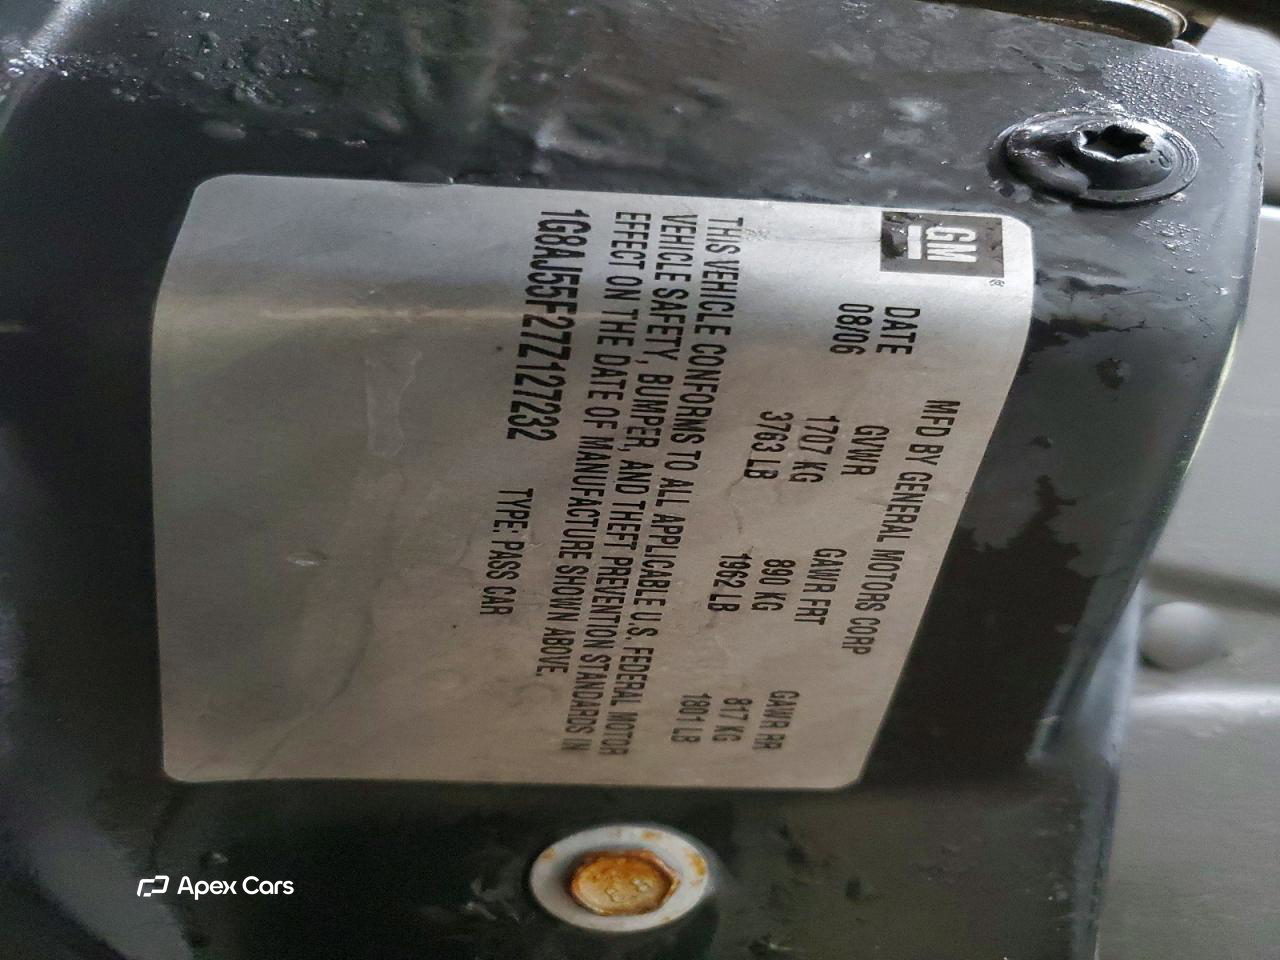 GM
®
MFD BY GENERAL MOTORS CORP
DATE GVWR GAWR FRT GAWR RR
08/06 1707 KG 890 KG 817 KG
3763 LB 1962 LB 1801 LB
THIS VEHICLE CONFORMS TO ALL APPLICABLE U.S. FEDERAL MOTOR
VEHICLE SAFETY, BUMPER, AND THEFT PREVENTION STANDARDS IN
EFFECT ON THE DATE OF MANUFACTURE SHOWN ABOVE.
1G8AJ55F27Z127232 TYPE: PASS CAR
Apex Cars